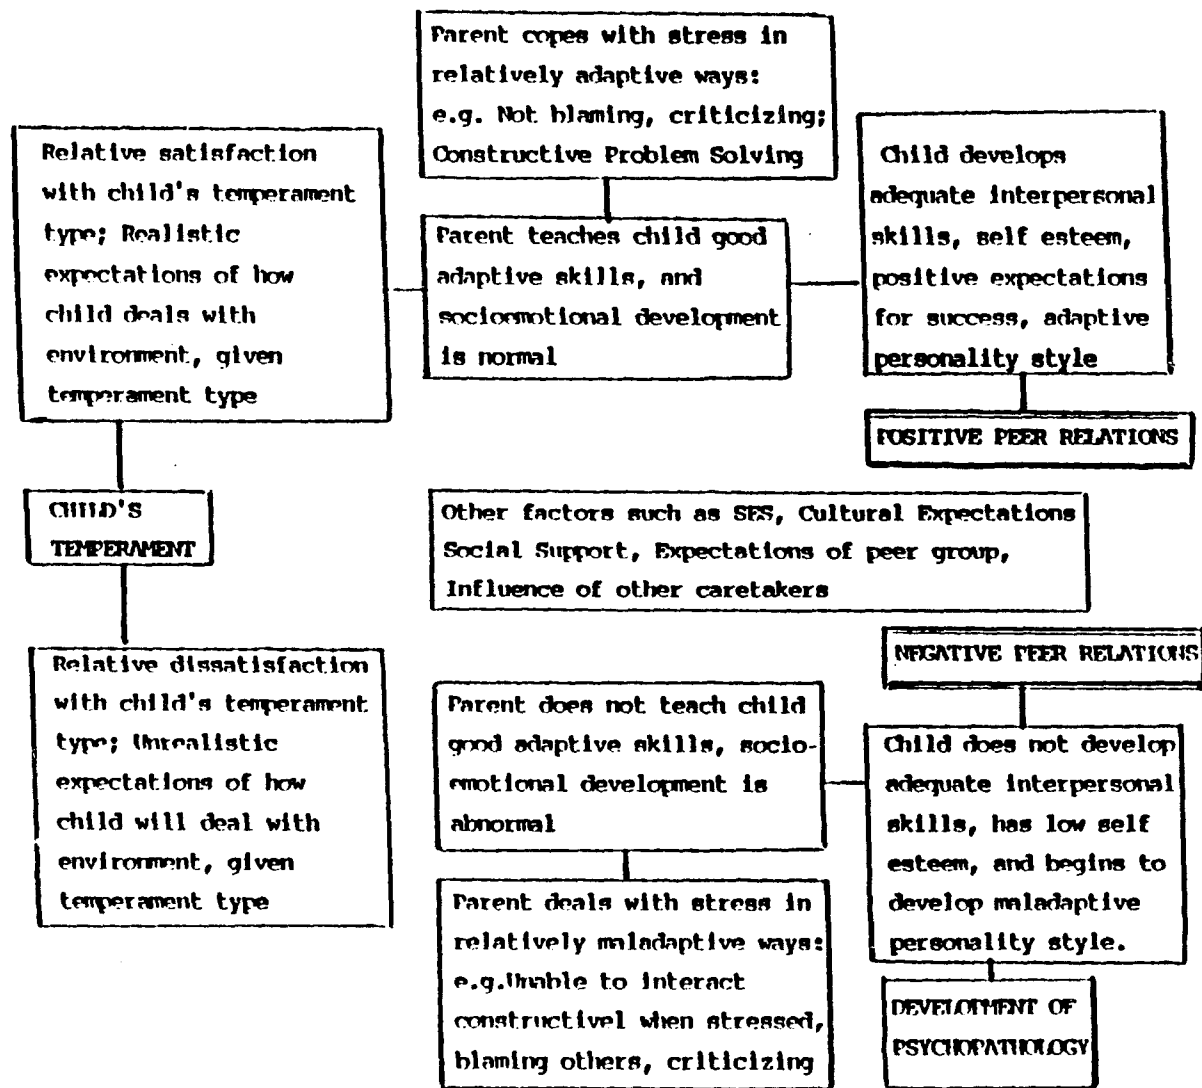 Parent copes with stress in
relatively adaptive ways:
e.g. Not blaming, criticizing;
Constructive Problem Solving
Relative satisfaction
with child's temperament
type; Realistic
expectations of how
child deals with
environment, given
temperament type
Parent teaches child good
adaptive skills, and
socioemotional development
is normal
Child develops
adequate interpersonal
skills, self esteem,
positive expectations
for success, adaptive
personality style
POSITIVE PEER RELATIONS
CHILD'S
TEMPERAMENT
Other factors such as SES, Cultural Expectations
Social Support, Expectations of peer group,
Influence of other caretakers
Relative dissatisfaction
with child's temperament
type; Unrealistic
expectations of how
child will deal with
environment, given
temperament type
Parent does not teach child
good adaptive skills, socio-
emotional development is
abnormal
Parent deals with stress in
relatively maladaptive ways:
e.g.Unable to interact
constructivel when stressed,
blaming others, criticizing
NEGATIVE PEER RELATIONS
Child does not develop
adequate interpersonal
skills, has low self
esteem, and begins to
develop maladaptive
personality style.
DEVELOPMENT OF
PSYCHOPATHOLOGY